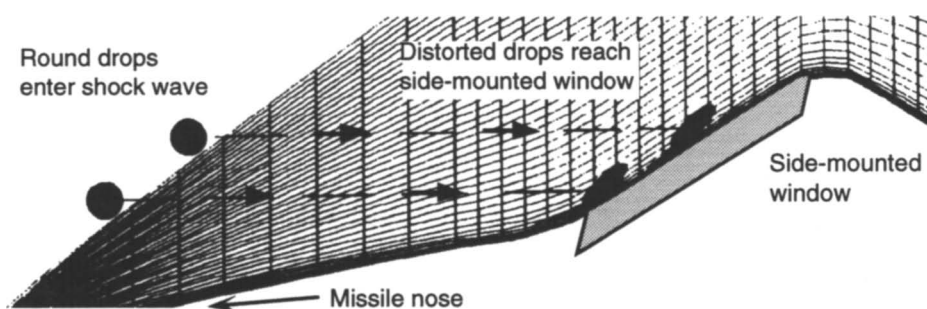 Round drops
enter shock wave
Distorted drops reach
side-mounted window
Side-mounted
window
Missile nose